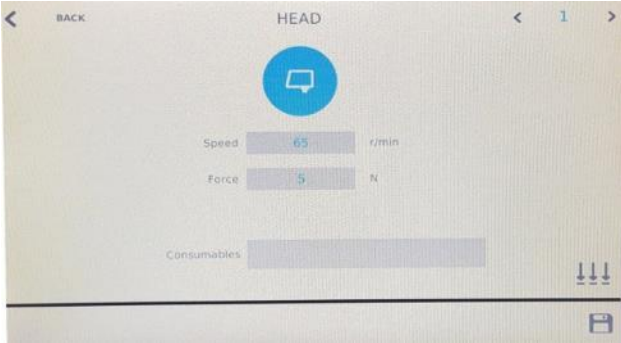 BACK HEAD 1
Speed 65 r/min
Force 5 N
Consumables